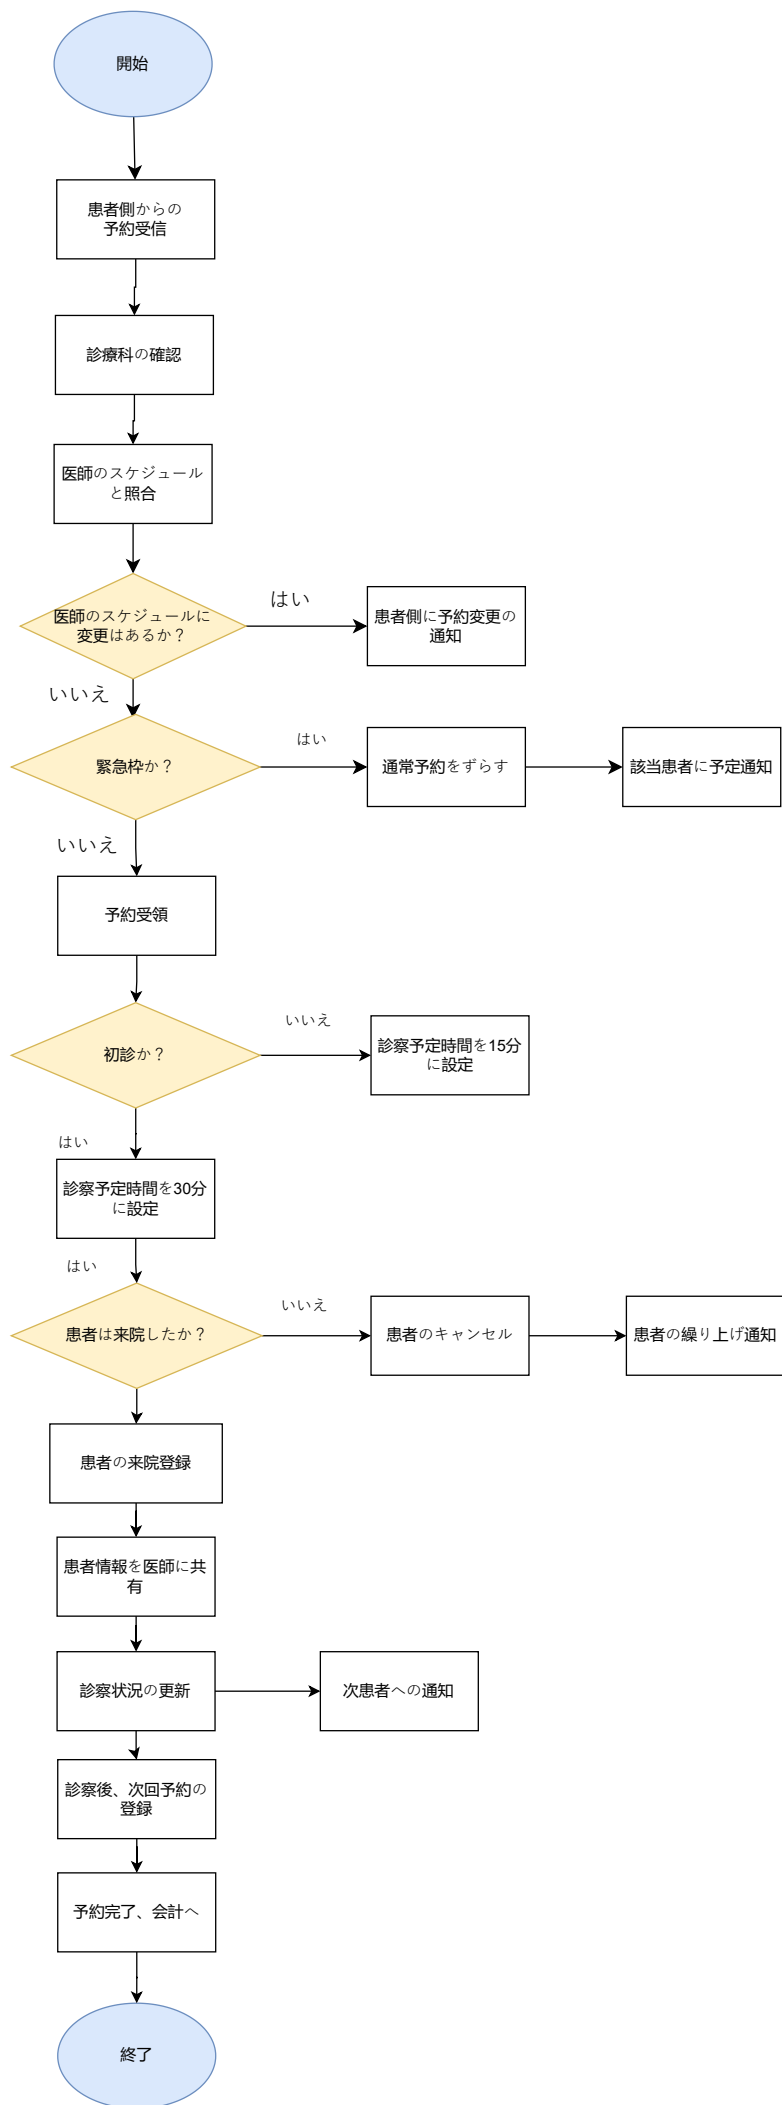 開始
患者側からの
予約受信
診療科の確認
医師のスケジュール
と照合
医師のスケジュールに
変更はあるか？
はい
患者側に予約変更の
通知
いいえ
緊急枠か？
はい
通常予約をずらす
該当患者に予定通知
いいえ
予約受領
初診か？
いいえ
診察予定時間を15分
に設定
はい
診察予定時間を30分
に設定
はい
患者は来院したか？
いいえ
患者のキャンセル
患者の繰り上げ通知
患者の来院登録
患者情報を医師に共
有
診察状況の更新
次患者への通知
診察後、次回予約の
登録
予約完了、会計へ
終了